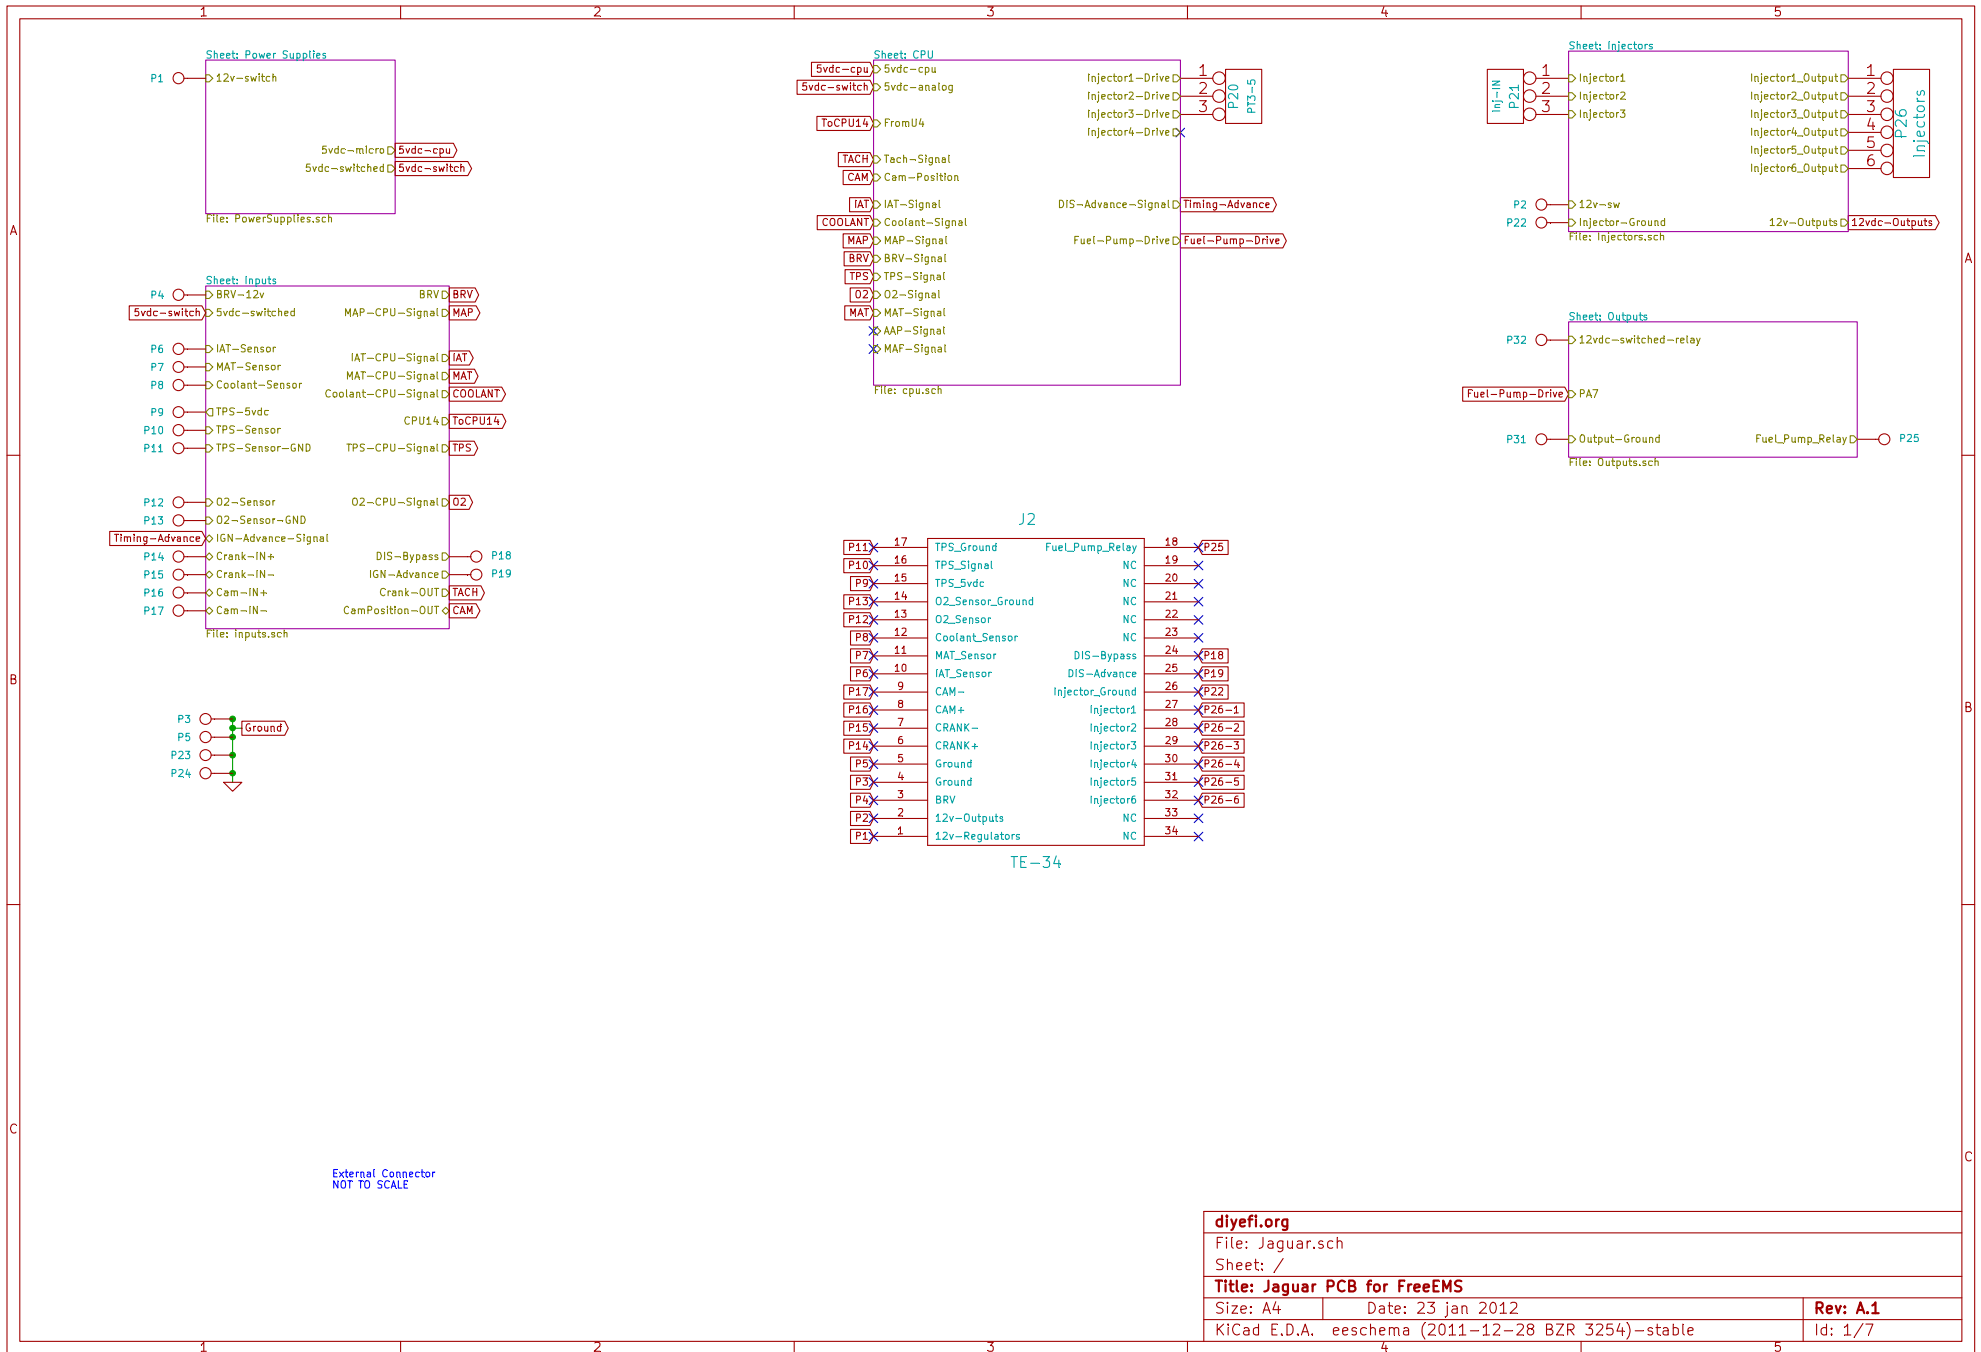 1 2 3 4 5
Sheet: Power Supplies
P1 12v-switch
5vdc-micro 5vdc-cpu
5vdc-switched 5vdc-switch
File: PowerSupplies.sch
Sheet: Inputs
P4 BRV-12v BRV BRV
5vdc-switch 5vdc-switched MAP-CPU-Signal MAP
P6 IAT-Sensor IAT-CPU-Signal IAT
P7 MAT-Sensor MAT-CPU-Signal MAT
P8 Coolant-Sensor Coolant-CPU-Signal COOLANT
P9 TPS-5vdc CPU14 ToCPU14
P10 TPS-Sensor
P11 TPS-Sensor-GND TPS-CPU-Signal TPS
P12 O2-Sensor O2-CPU-Signal O2
P13 O2-Sensor-GND
Timing-Advance IGN-Advance-Signal
P14 Crank-IN+ DIS-Bypass P18
P15 Crank-IN- IGN-Advance P19
P16 Cam-IN+ Crank-OUT TACH
P17 Cam-IN- CamPosition-OUT CAM
File: inputs.sch
P3
Ground
P5
P23
P24
Sheet: CPU
5vdc-cpu 5vdc-cpu Injector1-Drive 1
5vdc-switch 5vdc-analog Injector2-Drive 2
Injector3-Drive 3
P20
PT3-5
ToCPU14 FromU4
Injector4-Drive
TACH Tach-Signal
CAM Cam-Position
IAT IAT-Signal DIS-Advance-Signal Timing-Advance
COOLANT Coolant-Signal
MAP MAP-Signal Fuel-Pump-Drive Fuel-Pump-Drive
BRV BRV-Signal
TPS TPS-Signal
O2 O2-Signal
MAT MAT-Signal
AAP-Signal
MAF-Signal
File: cpu.sch
Sheet: Injectors
Inj-IN
P21
1 Injector1 Injector1_Output 1
2 Injector2 Injector2_Output 2
3 Injector3 Injector3_Output 3
Injector4_Output 4
Injector5_Output 5
Injector6_Output 6
P26
Injectors
P2 12v-sw
P22 Injector-Ground 12v-Outputs 12vdc-Outputs
File: Injectors.sch
Sheet: Outputs
P32 12vdc-switched-relay
Fuel-Pump-Drive PA7
P31 Output-Ground Fuel_Pump_Relay P25
File: Outputs.sch
J2
P11 17 TPS_Ground Fuel_Pump_Relay 18 P25
P10 16 TPS_Signal NC 19
P9 15 TPS_5vdc NC 20
P13 14 O2_Sensor_Ground NC 21
P12 13 O2_Sensor NC 22
P8 12 Coolant_Sensor NC 23
P7 11 MAT_Sensor DIS-Bypass 24 P18
P6 10 IAT_Sensor DIS-Advance 25 P19
P17 9 CAM- Injector_Ground 26 P22
P16 8 CAM+ Injector1 27 P26-1
P15 7 CRANK- Injector2 28 P26-2
P14 6 CRANK+ Injector3 29 P26-3
P5 5 Ground Injector4 30 P26-4
P3 4 Ground Injector5 31 P26-5
P4 3 BRV Injector6 32 P26-6
P2 2 12v-Outputs NC 33
P1 1 12v-Regulators NC 34
TE-34
A A
B B
C C
External Connector
NOT TO SCALE
diyefi.org
File: Jaguar.sch
Sheet: /
Title: Jaguar PCB for FreeEMS
Size: A4 Date: 23 jan 2012 Rev: A.1
KiCad E.D.A. eeschema (2011-12-28 BZR 3254)-stable Id: 1/7
1 2 3 4 5